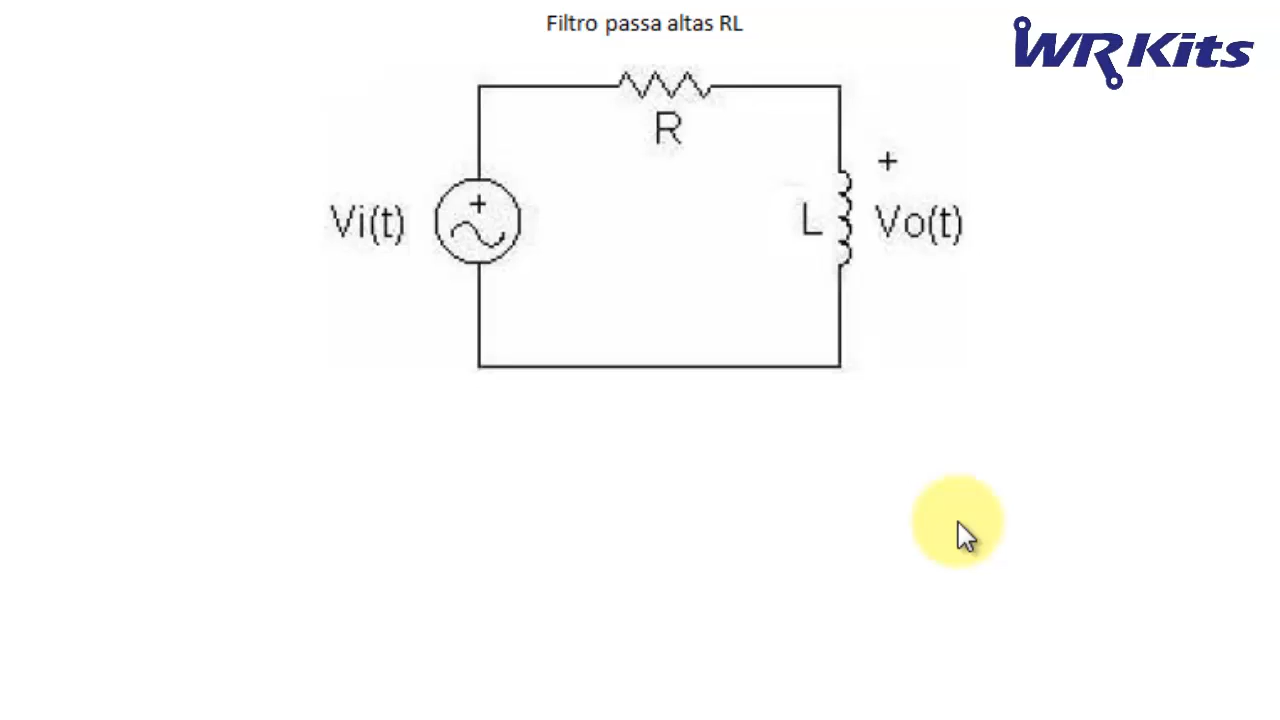 Filtro passa altas RL
WR Kits
R
+
+
Vi(t)
L
Vo(t)